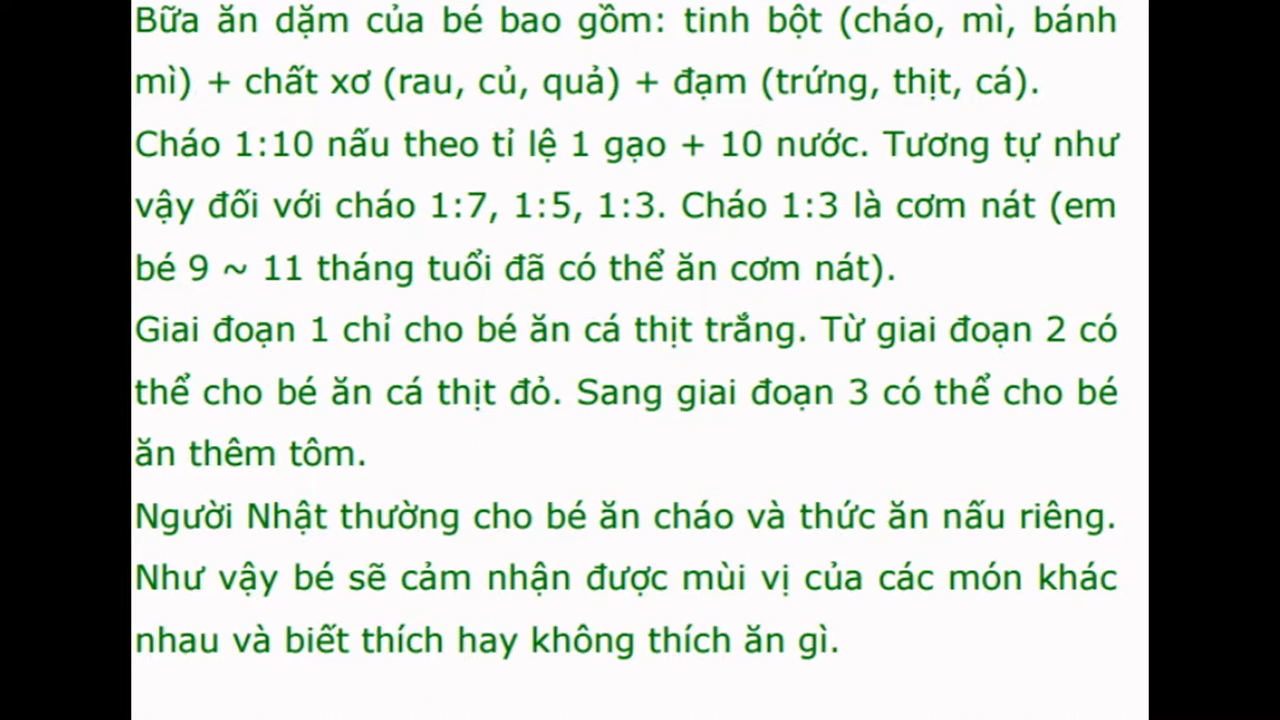 Bữa ăn dặm của bé bao gồm: tinh bột (cháo, mì, bánh
mì) + chất xơ (rau, củ, quả) + đạm (trứng, thịt, cá).
Cháo 1:10 nấu theo tỉ lệ 1 gạo + 10 nước. Tương tự như
vậy đối với cháo 1:7, 1:5, 1:3. Cháo 1:3 là cơm nát (em
bé 9 ~ 11 tháng tuổi đã có thể ăn cơm nát).
Giai đoạn 1 chỉ cho bé ăn cá thịt trắng. Từ giai đoạn 2 có
thể cho bé ăn cá thịt đỏ. Sang giai đoạn 3 có thể cho bé
ăn thêm tôm.
Người Nhật thường cho bé ăn cháo và thức ăn nấu riêng.
Như vậy bé sẽ cảm nhận được mùi vị của các món khác
nhau và biết thích hay không thích ăn gì.